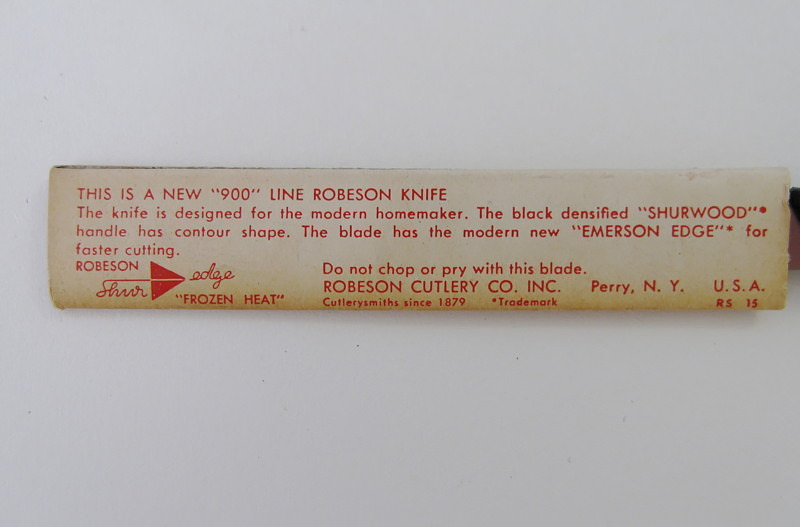 THIS IS A NEW "900" LINE ROBESON KNIFE
The knife is designed for the modern homemaker. The black densified "SHURWOOD"*
handle has contour shape. The blade has the modern new "EMERSON EDGE"* for
faster cutting.
ROBESON
Shur edge
"FROZEN HEAT"
Do not chop or pry with this blade.
ROBESON CUTLERY CO. INC. Perry, N. Y. U.S.A.
Cutlerysmiths since 1879 *Trademark RS 15